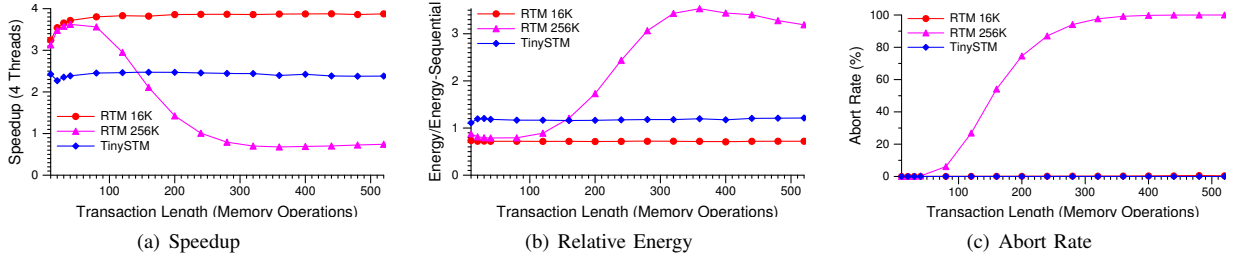 Speedup (4 Threads)
4
3
2
1
0
RTM 16K
RTM 256K
TinySTM
100 200 300 400 500
Transaction Length (Memory Operations)
(a) Speedup
Energy/Energy-Sequential
3
2
1
0
RTM 16K
RTM 256K
TinySTM
100 200 300 400 500
Transaction Length (Memory Operations)
(b) Relative Energy
Abort Rate (%)
100
80
60
40
20
0
RTM 16K
RTM 256K
TinySTM
100 200 300 400 500
Transaction Length (Memory Operations)
(c) Abort Rate